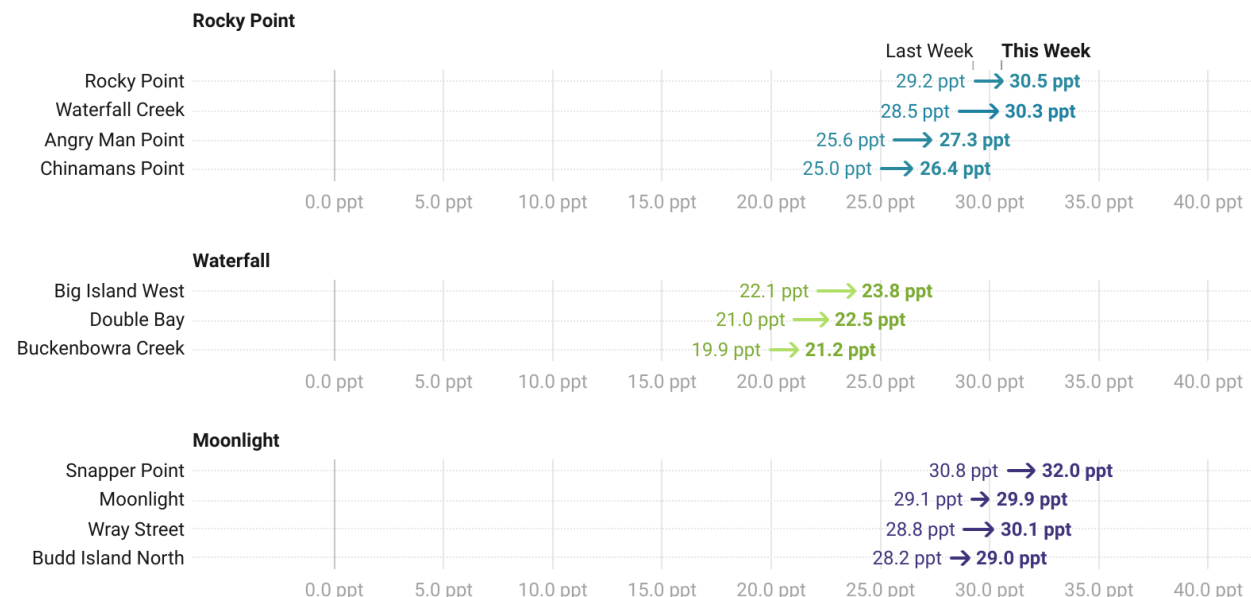 Rocky Point
Last Week This Week
Rocky Point 29.2 ppt 30.5 ppt
Waterfall Creek 28.5 ppt 30.3 ppt
Angry Man Point 25.6 ppt 27.3 ppt
Chinamans Point 25.0 ppt 26.4 ppt
0.0 ppt 5.0 ppt 10.0 ppt 15.0 ppt 20.0 ppt 25.0 ppt 30.0 ppt 35.0 ppt 40.0 ppt
Waterfall
Big Island West 22.1 ppt 23.8 ppt
Double Bay 21.0 ppt 22.5 ppt
Buckenbowra Creek 19.9 ppt 21.2 ppt
0.0 ppt 5.0 ppt 10.0 ppt 15.0 ppt 20.0 ppt 25.0 ppt 30.0 ppt 35.0 ppt 40.0 ppt
Moonlight
Snapper Point 30.8 ppt 32.0 ppt
Moonlight 29.1 ppt 29.9 ppt
Wray Street 28.8 ppt 30.1 ppt
Budd Island North 28.2 ppt 29.0 ppt
0.0 ppt 5.0 ppt 10.0 ppt 15.0 ppt 20.0 ppt 25.0 ppt 30.0 ppt 35.0 ppt 40.0 ppt